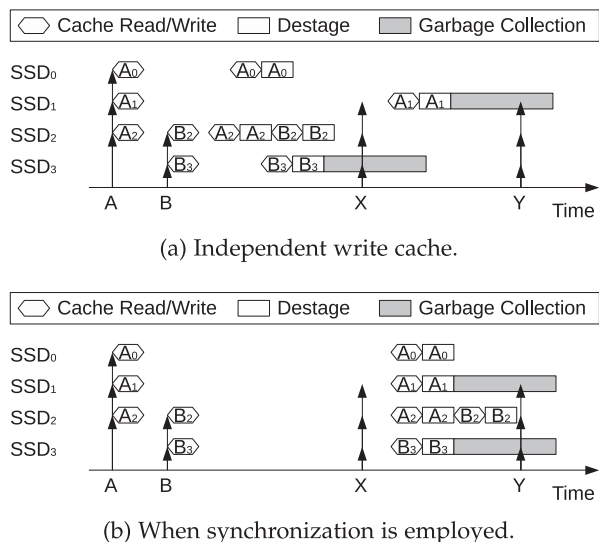 Cache Read/Write Destage Garbage Collection
SSD0 A0 A0 A0
SSD1 A1 A1 A1
SSD2 A2 B2 A2 A2 B2 B2
SSD3 B3 B3 B3
A B X Y Time
(a) Independent write cache.
Cache Read/Write Destage Garbage Collection
SSD0 A0 A0 A0
SSD1 A1 A1 A1
SSD2 A2 B2 A2 A2 B2 B2
SSD3 B3 B3 B3
A B X Y Time
(b) When synchronization is employed.